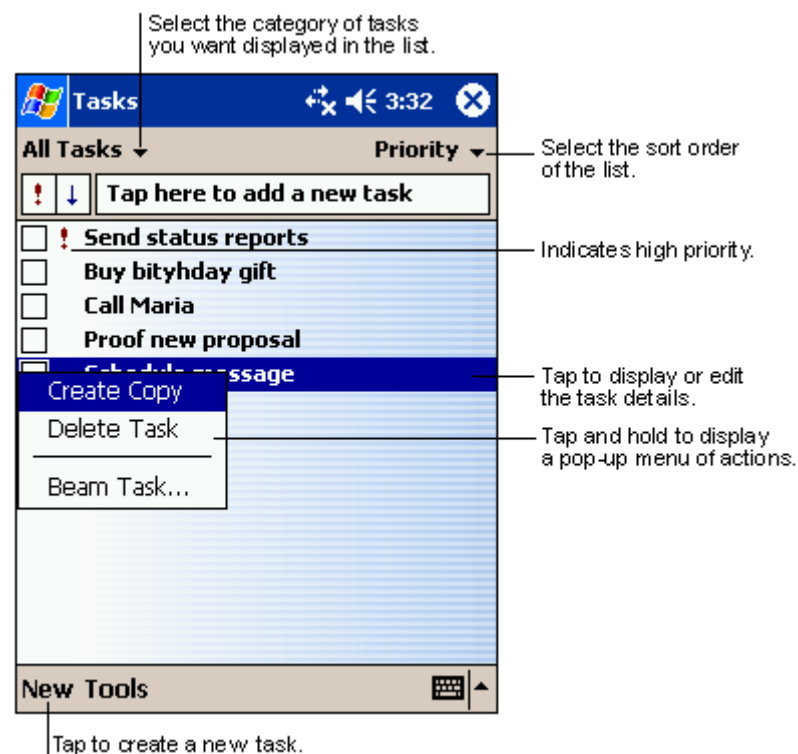 Select the category of tasks
you want displayed in the list.
Tasks 3:32
All Tasks Priority
Select the sort order
of the list.
! ↓ Tap here to add a new task
! Send status reports
Indicates high priority.
Buy bityhday gift
Call Maria
Proof new proposal
Schedule message
Tap to display or edit
the task details.
Create Copy
Delete Task
Tap and hold to display
a pop-up menu of actions.
Beam Task...
New Tools
Tap to create a new task.